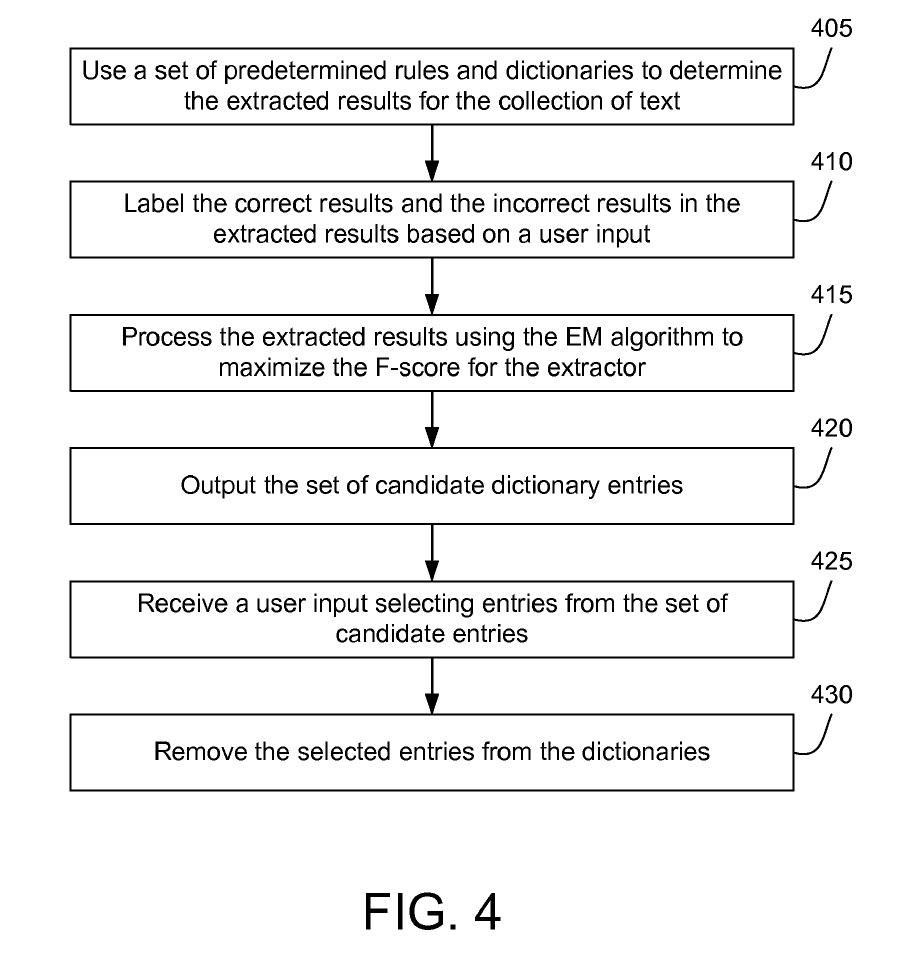 405
Use a set of predetermined rules and dictionaries to determine
the extracted results for the collection of text
410
Label the correct results and the incorrect results in the
extracted results based on a user input
415
Process the extracted results using the EM algorithm to
maximize the F-score for the extractor
420
Output the set of candidate dictionary entries
425
Receive a user input selecting entries from the set of
candidate entries
430
Remove the selected entries from the dictionaries
FIG. 4